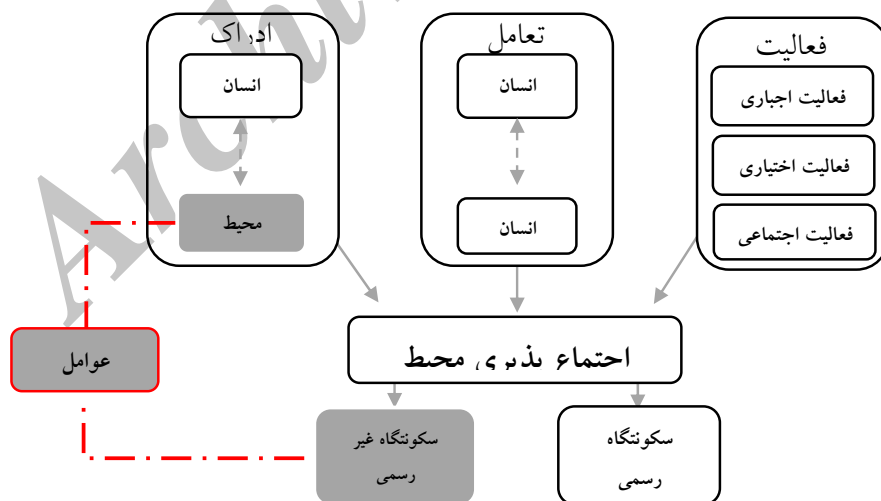 فعالیت
فعالیت اجباری
فعالیت اختیاری
فعالیت اجتماعی
تعامل
انسان
انسان
ادراک
انسان
محیط
اجتماع پذیری محیط
عوامل
سکونتگاه
رسمی
سکونتگاه غیر
رسمی